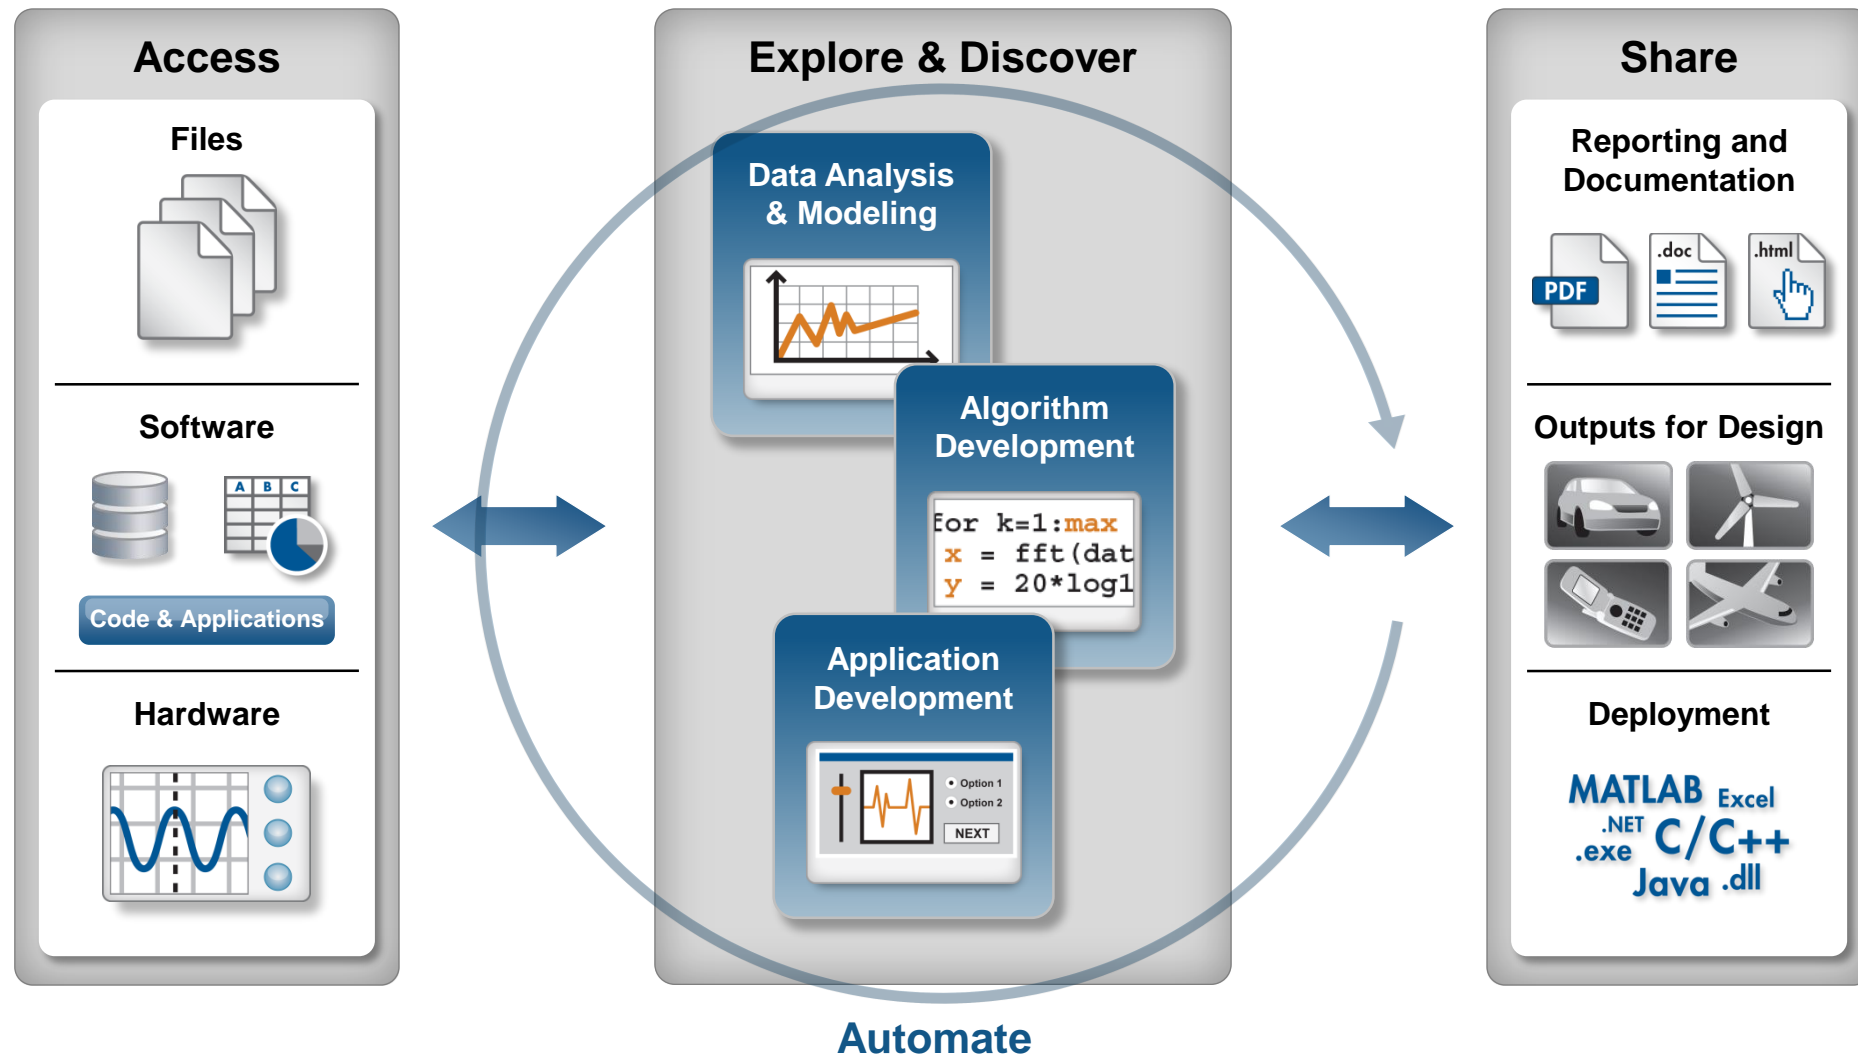 Access
Files
Software
A B C
Code & Applications
Hardware
Explore & Discover
Data Analysis
& Modeling
Algorithm
Development
for k=1:max
x = fft(dat
y = 20*log1
Application
Development
Option 1
Option 2
NEXT
Automate
Share
Reporting and
Documentation
PDF
.doc
.html
Outputs for Design
Deployment
MATLAB Excel
.NET C/C++
.exe
Java .dll